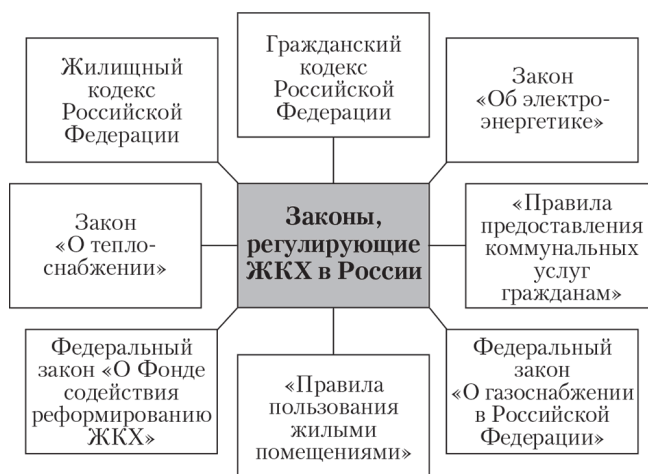 Жилищный
кодекс
Российской
Федерации
Гражданский
кодекс
Российской
Федерации
Закон
«Об электро-
энергетике»
Закон
«О тепло-
снабжении»
Законы,
регулирующие
ЖКХ в России
«Правила
предоставления
коммунальных
услуг
гражданам»
Федеральный
закон «О Фонде
содействия
реформированию
ЖКХ»
«Правила
пользования
жилыми
помещениями»
Федеральный
закон
«О газоснабжении
в Российской
Федерации»